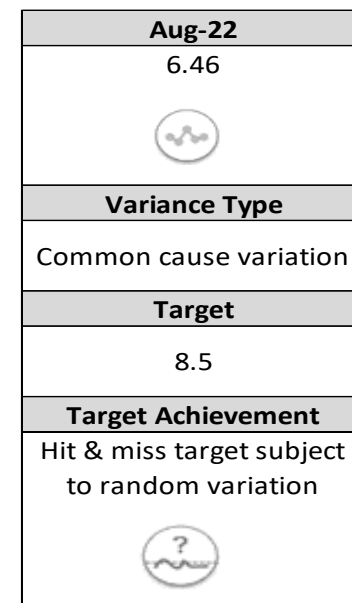 Aug-22
6.46
Variance Type
Common cause variation
Target
8.5
Target Achievement
Hit & miss target subject
to random variation
?